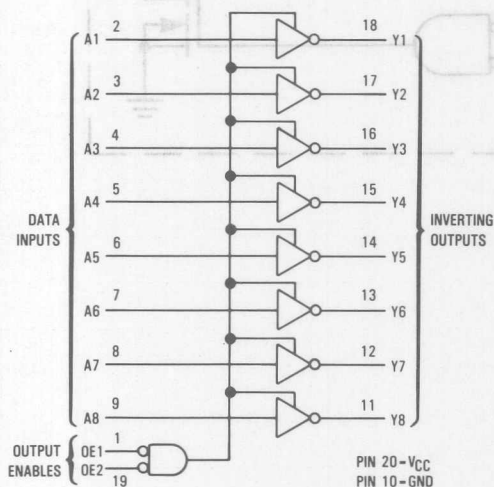 A1 2 18 Y1
A2 3 17 Y2
A3 4 16 Y3
A4 5 15 Y4
DATA INPUTS
INVERTING OUTPUTS
A5 6 14 Y5
A6 7 13 Y6
A7 8 12 Y7
A8 9 11 Y8
OUTPUT ENABLES
OE1 1
OE2 19
PIN 20-VCC
PIN 10-GND